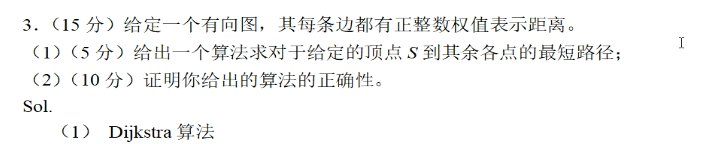 3.（15 分）给定一个有向图，其每条边都有正整数权值表示距离。
（1）（5 分）给出一个算法求对于给定的顶点 S 到其余各点的最短路径；
（2）（10 分）证明你给出的算法的正确性。
Sol.
（1） Dijkstra 算法